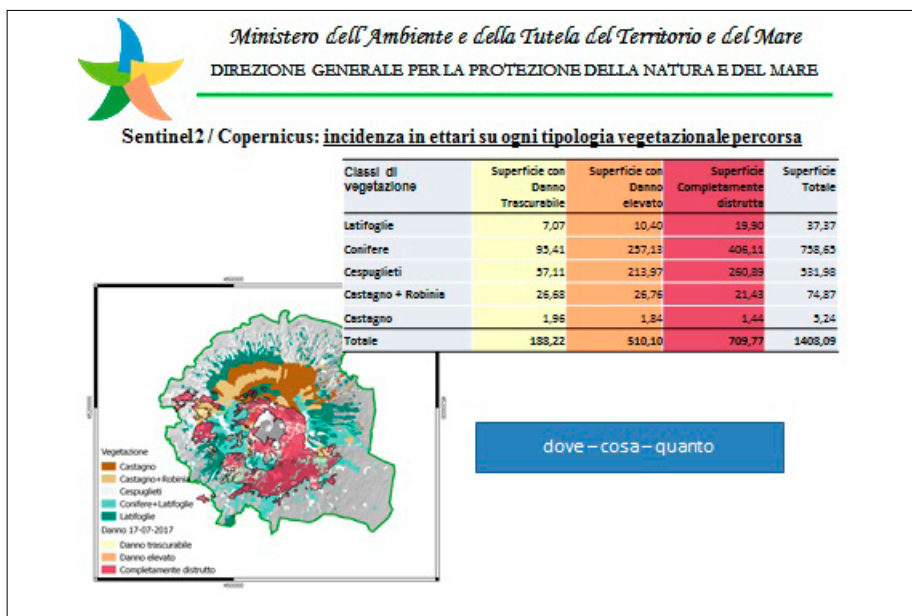 Ministero dell'Ambiente e della Tutela del Territorio e del Mare
DIREZIONE GENERALE PER LA PROTEZIONE DELLA NATURA E DEL MARE
Sentinel2 / Copernicus: incidenza in ettari su ogni tipologia vegetazionale percorsa
Classi di vegetazione Superficie con Danno Trascurabile Superficie con Danno elevato Superficie Completamente distrutta Superficie Totale
Latifoglie 7,07 10,40 19,90 37,37
Conifere 95,41 257,13 406,11 758,65
Cespuglieti 57,11 213,97 260,89 531,98
Castagno + Robinia 26,68 26,76 21,43 74,87
Castagno 1,96 1,84 1,44 5,24
Totale 188,22 510,10 709,77 1408,09
450000
Vegetazione
Castagno
Castagno+Robinia
Cespuglieti
Conifere+Latifoglie
Latifoglie
Danno 17-07-2017
Danno trascurabile
Danno elevato
Completamente distrutto
450000
dove – cosa – quanto